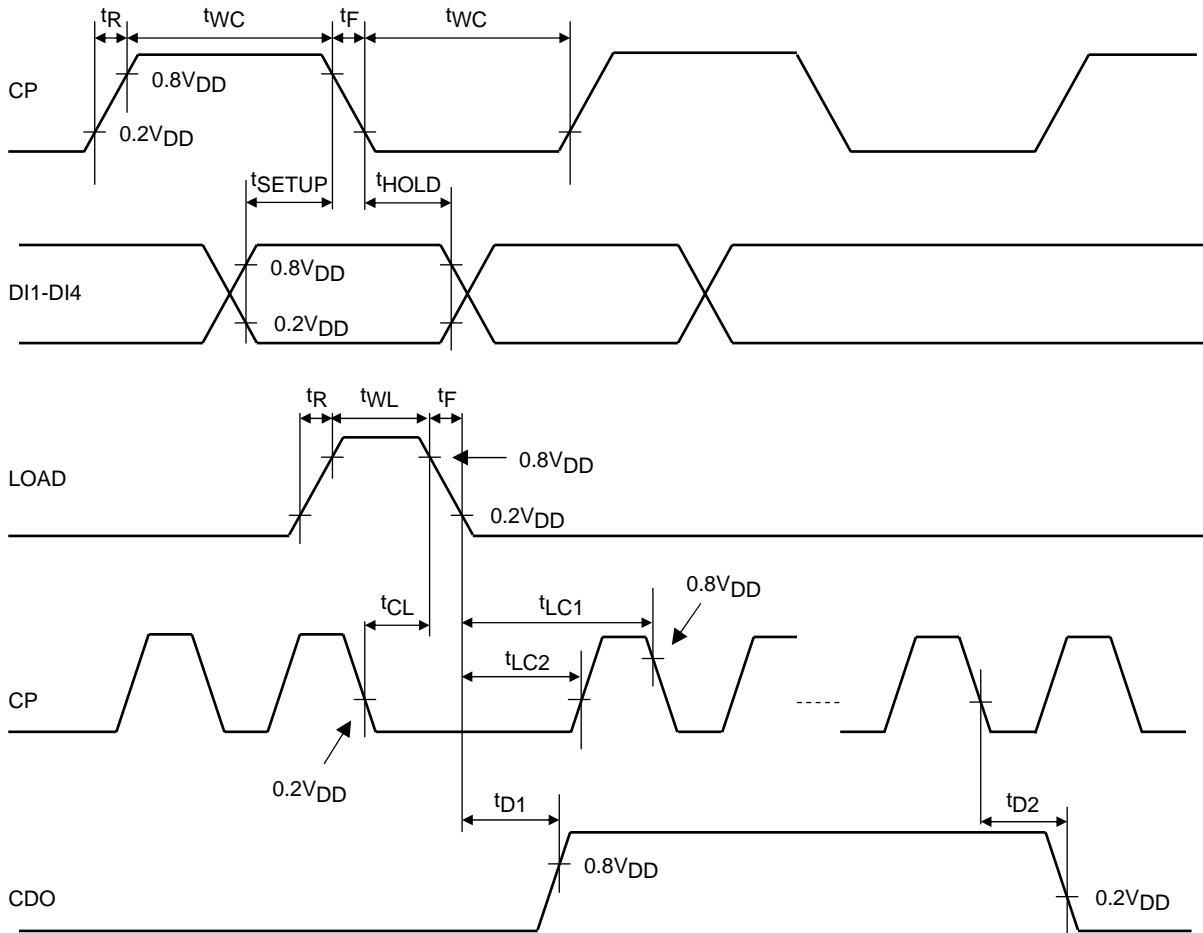 tR tWC tF tWC
CP
0.8VDD
0.2VDD
tSETUP tHOLD
DI1-DI4
0.8VDD
0.2VDD
tR tWL tF
LOAD
0.8VDD
0.2VDD
0.8VDD
tCL tLC1
tLC2
CP
0.2VDD
tD1 tD2
0.8VDD
CDO
0.2VDD